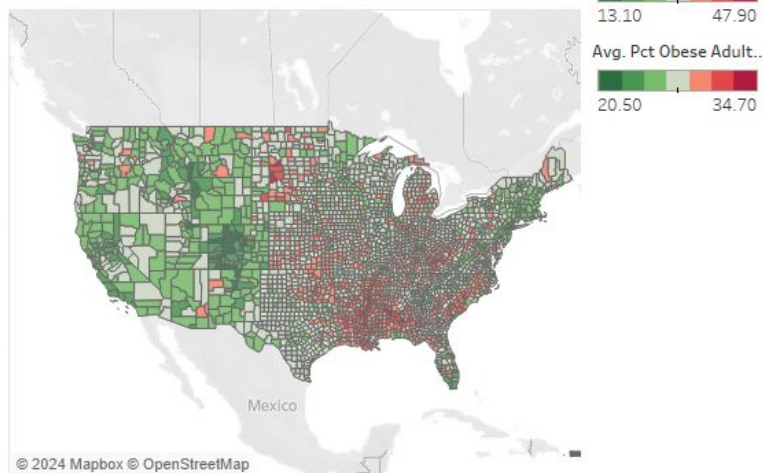 13.10 47.90
Avg. Pct Obese Adult..
20.50 34.70
Mexico
© 2024 Mapbox © OpenStreetMap